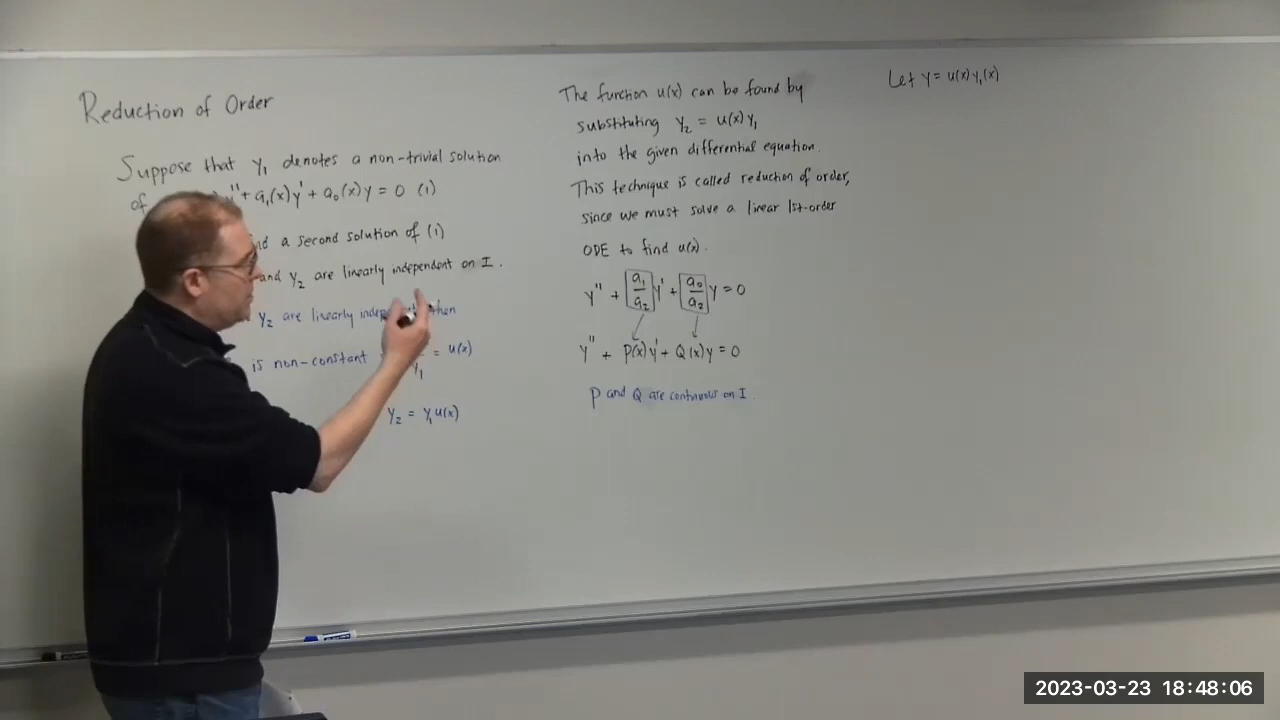 Reduction of Order
Suppose that y₁ denotes a non-trivial solution
of y'' + a₁(x)y' + a₀(x)y = 0 (1)
a second solution of (1)
and y₂ are linearly independent on I.
y₂ are linearly independent then
is non-constant = u(x)
y₁
y₂ = y₁u(x)
The function u(x) can be found by
substituting y₂ = u(x)y₁
into the given differential equation.
This technique is called reduction of order,
since we must solve a linear 1st-order
ODE to find u(x).
y'' + a₁/a₂ y' + a₀/a₂ y = 0
y'' + P(x)y' + Q(x)y = 0
P and Q are continuous on I.
Let y = u(x)y₁(x)
2023-03-23 18:48:06